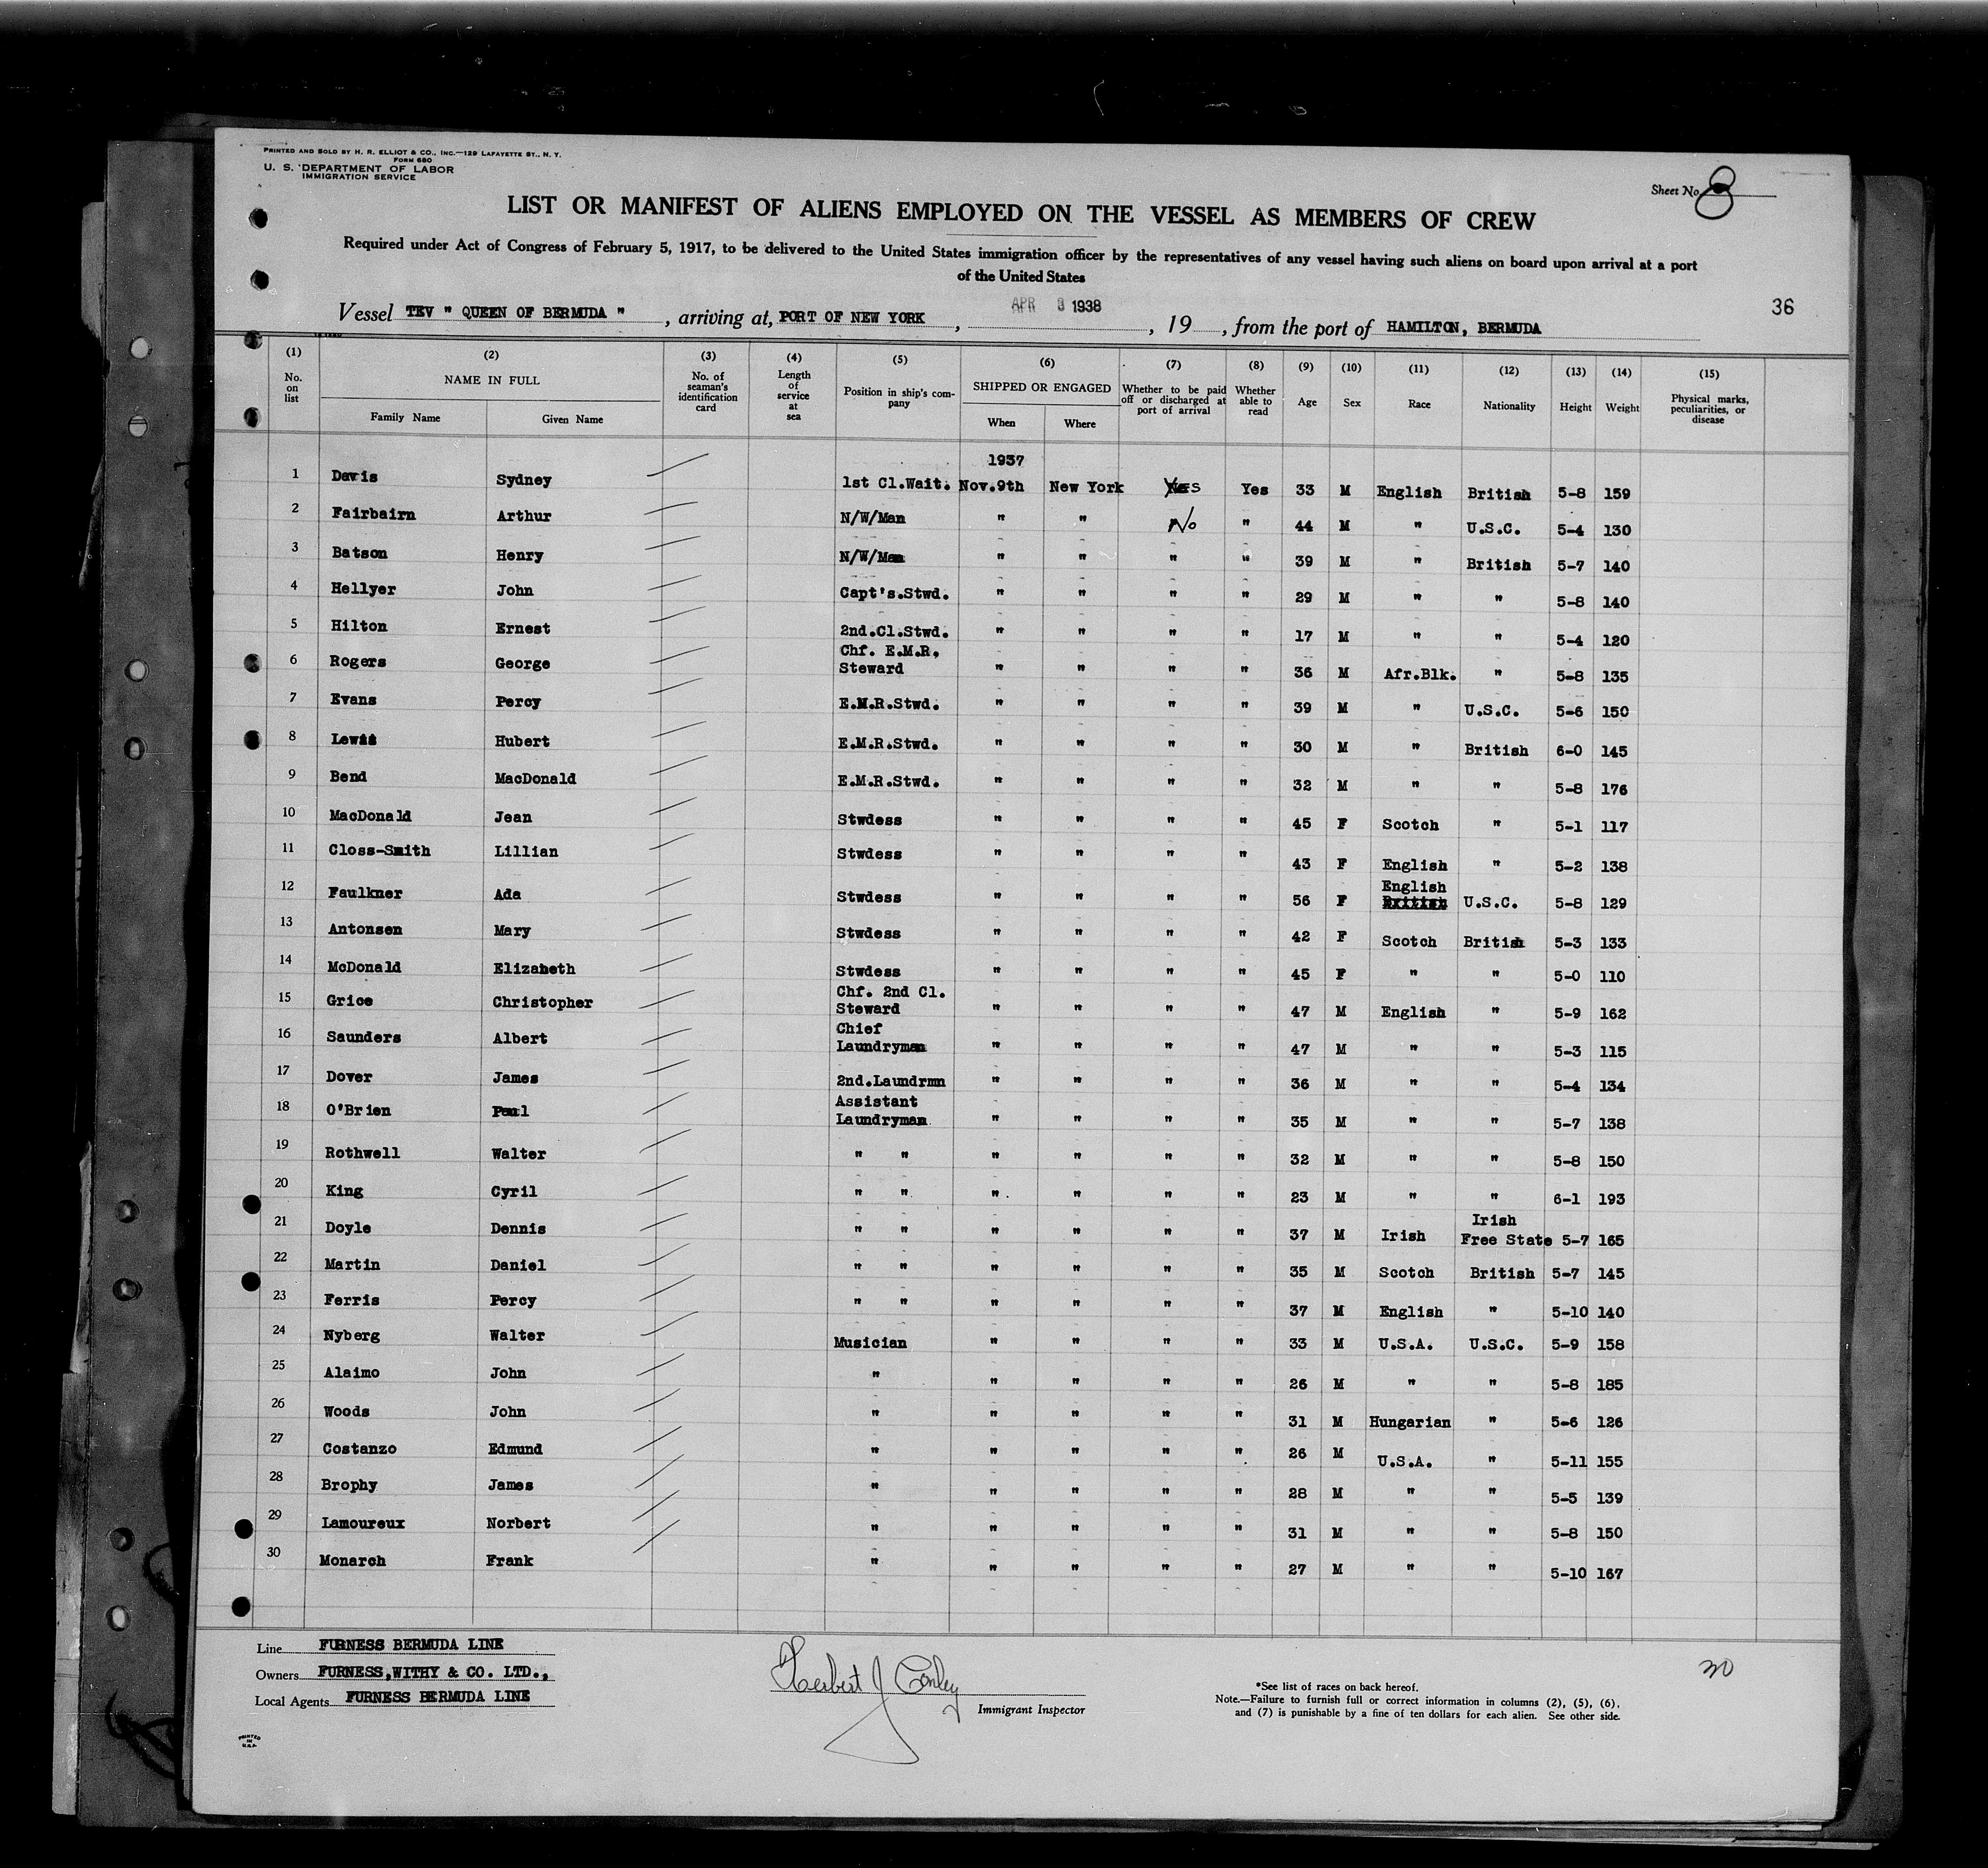 PRINTED AND SOLD BY H. R. ELLIOT & CO., INC.—129 LAFAYETTE ST., N. Y.
FORM 680
U. S. DEPARTMENT OF LABOR
IMMIGRATION SERVICE
Sheet No. 8
LIST OR MANIFEST OF ALIENS EMPLOYED ON THE VESSEL AS MEMBERS OF CREW
Required under Act of Congress of February 5, 1917, to be delivered to the United States immigration officer by the representatives of any vessel having such aliens on board upon arrival at a port
of the United States
Vessel TEV " QUEEN OF BERMUDA ", arriving at, PORT OF NEW YORK, APR 3 1938, 19 , from the port of HAMILTON, BERMUDA
36
(1) No. on list (2) NAME IN FULL Family Name Given Name (3) No. of seaman's identification card (4) Length of service at sea (5) Position in ship's company (6) SHIPPED OR ENGAGED When Where (7) Whether to be paid off or discharged at port of arrival (8) Whether able to read (9) Age (10) Sex (11) Race (12) Nationality (13) Height (14) Weight (15) Physical marks, peculiarities, or disease
1937
1 Davis Sydney 1st Cl.Wait. Nov.9th New York Yes Yes 33 M English British 5-8 159
2 Fairbairn Arthur N/W/Man " " No " 44 M " U.S.C. 5-4 130
3 Batson Henry N/W/Man " " " " 39 M " British 5-7 140
4 Hellyer John Capt's.Stwd. " " " " 29 M " " 5-8 140
5 Hilton Ernest 2nd.Cl.Stwd. " " " " 17 M " " 5-4 120
6 Rogers George Chf. E.M.R, Steward " " " " 36 M Afr.Blk. " 5-8 135
7 Evans Percy E.M.R.Stwd. " " " " 39 M " U.S.C. 5-6 150
8 Lewis Hubert E.M.R.Stwd. " " " " 30 M " British 6-0 145
9 Bend MacDonald E.M.R.Stwd. " " " " 32 M " " 5-8 176
10 MacDonald Jean Stwdess " " " " 45 F Scotch " 5-1 117
11 Closs-Smith Lillian Stwdess " " " " 43 F English " 5-2 138
12 Faulkner Ada Stwdess " " " " 56 F English British U.S.C. 5-8 129
13 Antonsen Mary Stwdess " " " " 42 F Scotch British 5-3 133
14 McDonald Elizabeth Stwdess " " " " 45 F " " 5-0 110
15 Grice Christopher Chf. 2nd Cl. Steward " " " " 47 M English " 5-9 162
16 Saunders Albert Chief Laundryman " " " " 47 M " " 5-3 115
17 Dover James 2nd.Laundrmn " " " " 36 M " " 5-4 134
18 O'Brien Paul Assistant Laundryman " " " " 35 M " " 5-7 138
19 Rothwell Walter " " " " " " 32 M " " 5-8 150
20 King Cyril " " " " " " 23 M " " 6-1 193
21 Doyle Dennis " " " " " " 37 M Irish Irish Free State 5-7 165
22 Martin Daniel " " " " " " 35 M Scotch British 5-7 145
23 Ferris Percy " " " " " " 37 M English " 5-10 140
24 Nyberg Walter Musician " " " " 33 M U.S.A. U.S.C. 5-9 158
25 Alaimo John " " " " " 26 M " " 5-8 185
26 Woods John " " " " " 31 M Hungarian " 5-6 126
27 Costanzo Edmund " " " " " 26 M U.S.A. " 5-11 155
28 Brophy James " " " " " 28 M " " 5-5 139
29 Lamoureux Norbert " " " " " 31 M " " 5-8 150
30 Monarch Frank " " " " " 27 M " " 5-10 167
Line FURNESS BERMUDA LINE
Owners FURNESS,WITHY & CO. LTD.,
Local Agents FURNESS BERMUDA LINE
Herbert J Conley
Immigrant Inspector
30
*See list of races on back hereof.
Note.—Failure to furnish full or correct information in columns (2), (5), (6),
and (7) is punishable by a fine of ten dollars for each alien. See other side.
PRINTED
IN
U.S.A.